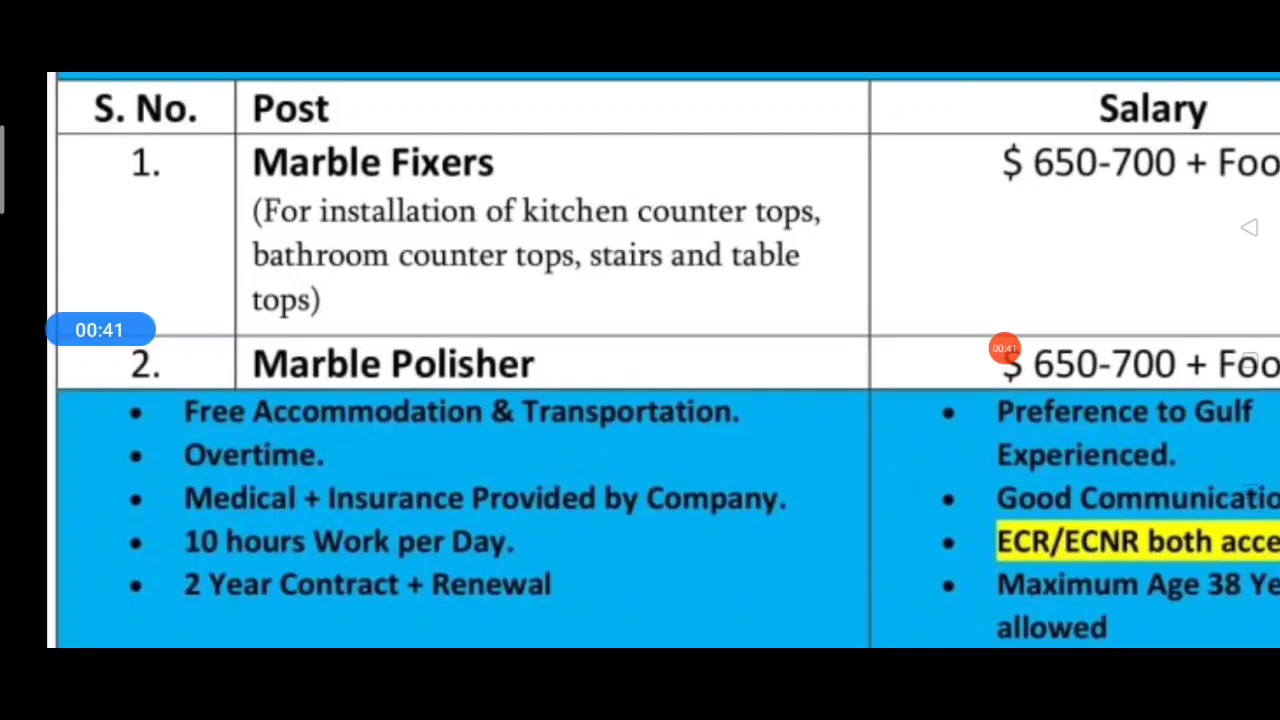 S. No. Post Salary
1. Marble Fixers $ 650-700 + Foo
(For installation of kitchen counter tops,
bathroom counter tops, stairs and table
tops)
00:41
00:41
2. Marble Polisher $ 650-700 + Foo
• Free Accommodation & Transportation.
• Overtime.
• Medical + Insurance Provided by Company.
• 10 hours Work per Day.
• 2 Year Contract + Renewal
• Preference to Gulf
Experienced.
• Good Communicatio
• ECR/ECNR both acce
• Maximum Age 38 Ye
allowed